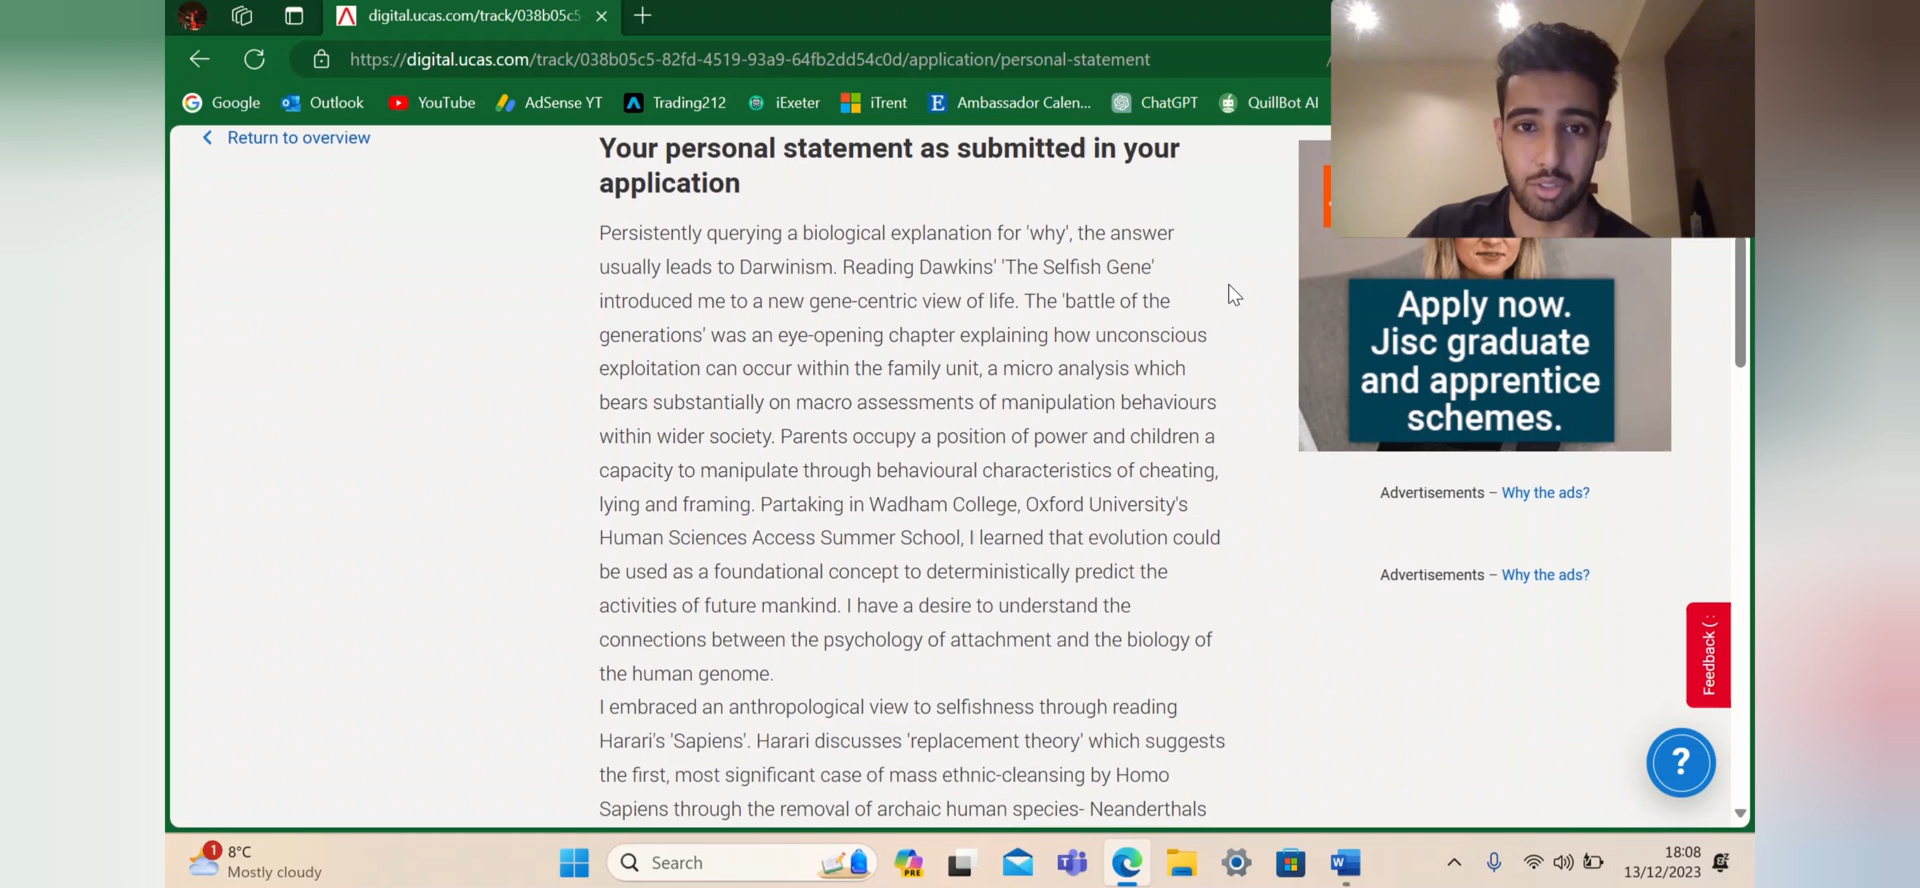 digital.ucas.com/track/038b05c5
https://digital.ucas.com/track/038b05c5-82fd-4519-93a9-64fb2dd54c0d/application/personal-statement
Google Outlook YouTube AdSense YT Trading212 iExeter iTrent Ambassador Calen... ChatGPT QuillBot AI
Return to overview
Your personal statement as submitted in your
application
Persistently querying a biological explanation for 'why', the answer
usually leads to Darwinism. Reading Dawkins' 'The Selfish Gene'
introduced me to a new gene-centric view of life. The 'battle of the
generations' was an eye-opening chapter explaining how unconscious
exploitation can occur within the family unit, a micro analysis which
bears substantially on macro assessments of manipulation behaviours
within wider society. Parents occupy a position of power and children a
capacity to manipulate through behavioural characteristics of cheating,
lying and framing. Partaking in Wadham College, Oxford University's
Human Sciences Access Summer School, I learned that evolution could
be used as a foundational concept to deterministically predict the
activities of future mankind. I have a desire to understand the
connections between the psychology of attachment and the biology of
the human genome.
I embraced an anthropological view to selfishness through reading
Harari's 'Sapiens'. Harari discusses 'replacement theory' which suggests
the first, most significant case of mass ethnic-cleansing by Homo
Sapiens through the removal of archaic human species- Neanderthals
Apply now.
Jisc graduate
and apprentice
schemes.
Advertisements – Why the ads?
Advertisements – Why the ads?
Feedback ( :
?
1
8°C
Mostly cloudy
Search
PRE
W
18:08
13/12/2023